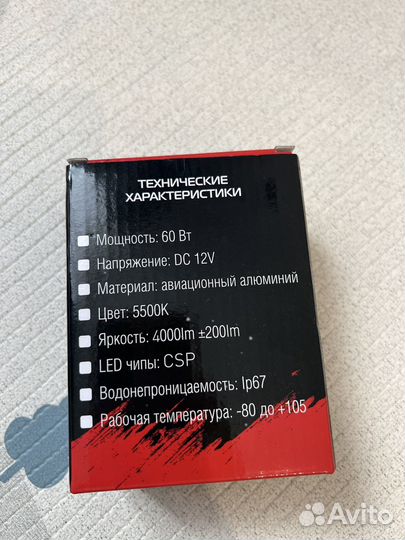 ТЕХНИЧЕСКИЕ
ХАРАКТЕРИСТИКИ
Мощность: 60 Вт
Напряжение: DC 12V
Материал: авиационный алюминий
Цвет: 5500K
Яркость: 4000lm ±200lm
LED чипы: CSP
Водонепроницаемость: Ip67
Рабочая температура: -80 до +105
Avito